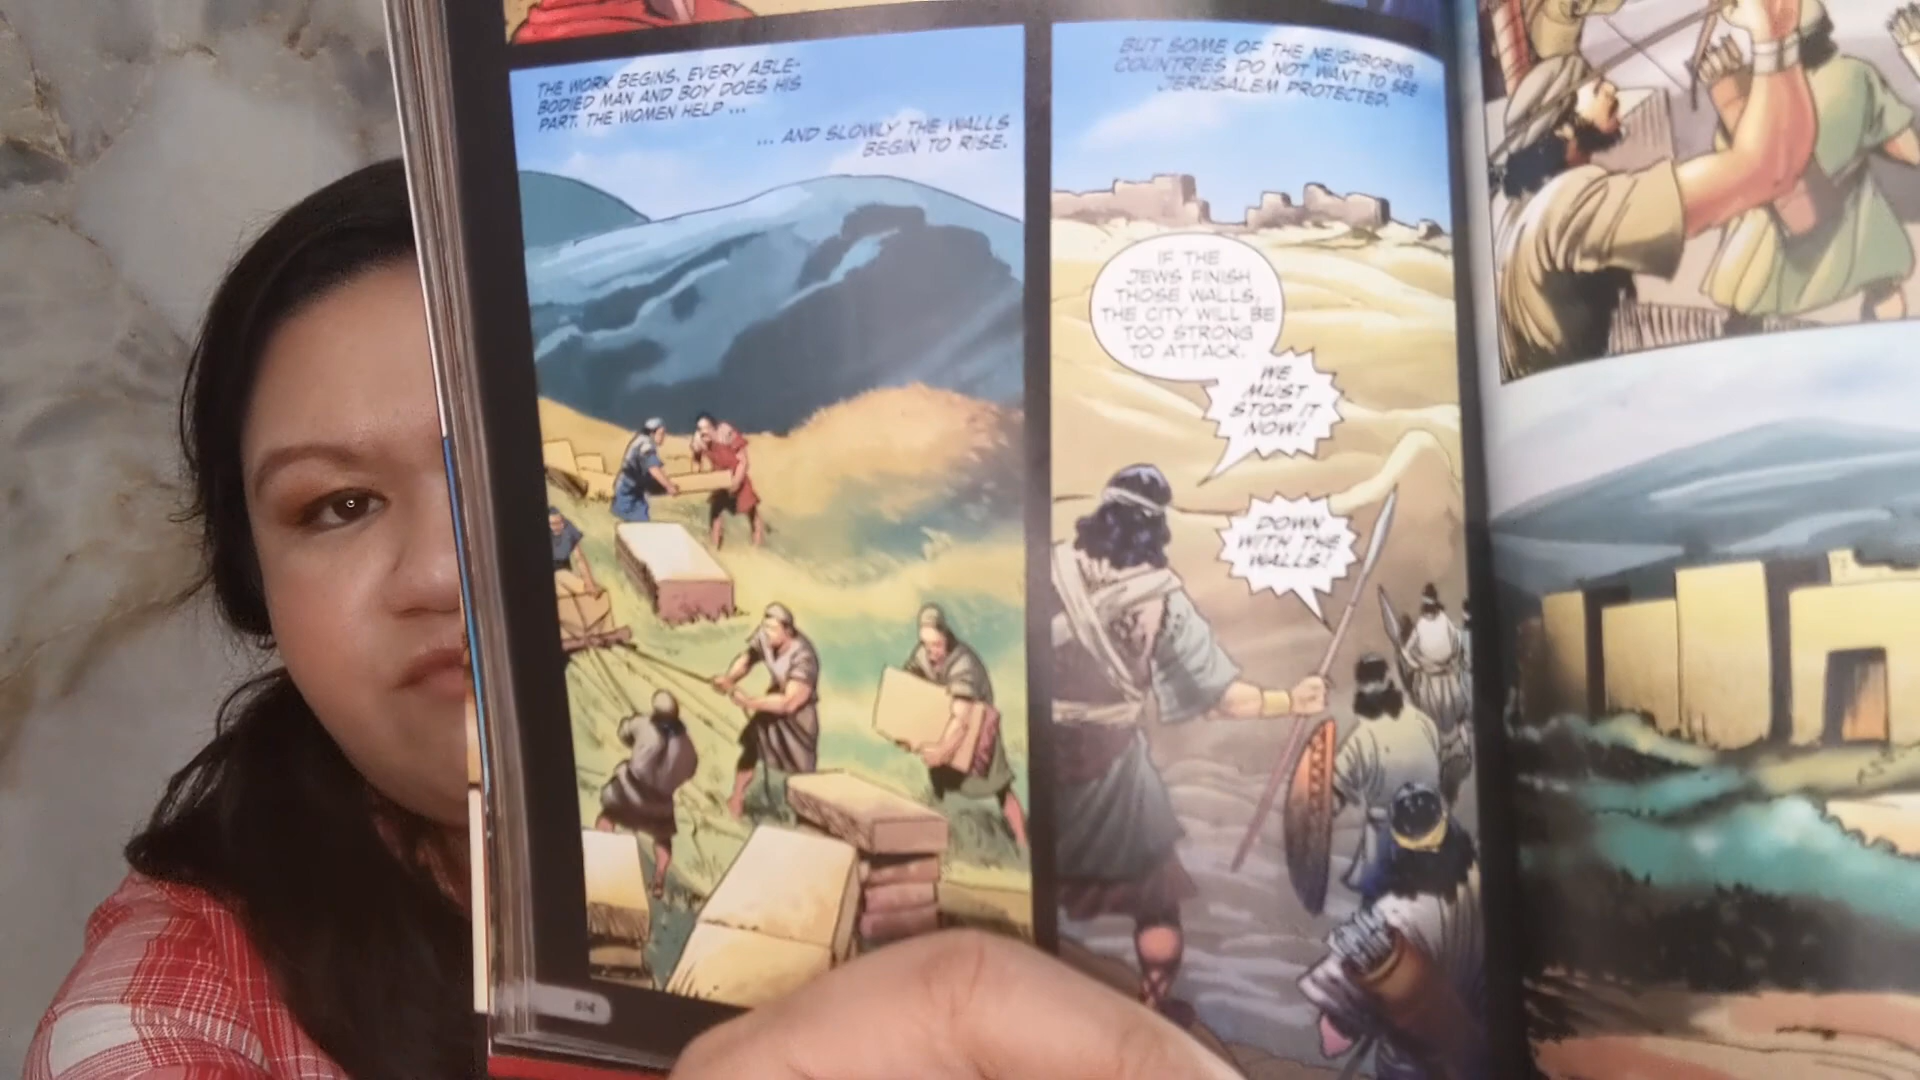 THE WORK BEGINS. EVERY ABLE-
BODIED MAN AND BOY DOES HIS
PART. THE WOMEN HELP ...
... AND SLOWLY THE WALLS
BEGIN TO RISE.
BUT SOME OF THE NEIGHBORING
COUNTRIES DO NOT WANT TO SEE
JERUSALEM PROTECTED.
IF THE
JEWS FINISH
THOSE WALLS,
THE CITY WILL BE
TOO STRONG
TO ATTACK.
WE
MUST
STOP IT
NOW!
DOWN
WITH THE
WALLS!